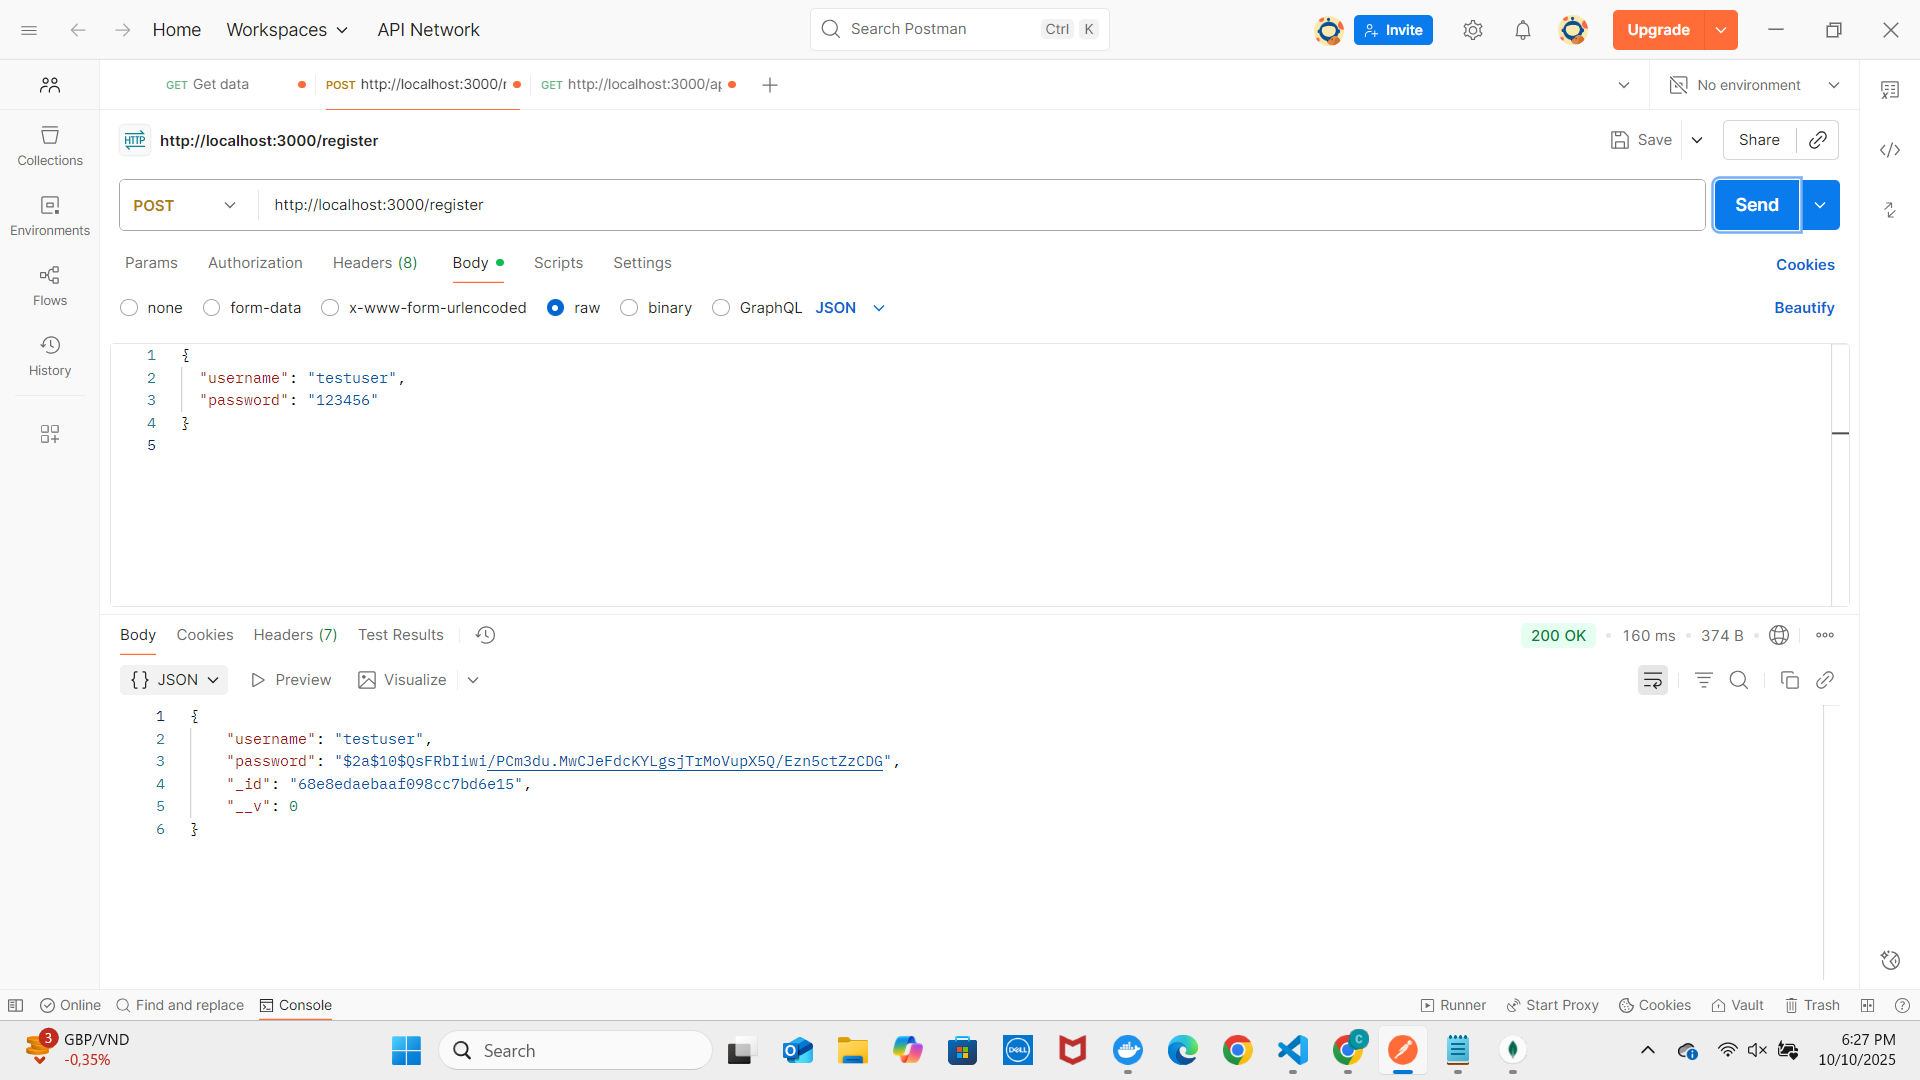 Home
Workspaces
API Network
Search Postman
Ctrl
K
Invite
Upgrade
GET Get data
POST http://localhost:3000/r
GET http://localhost:3000/ap
No environment
Collections
Environments
Flows
History
HTTP
http://localhost:3000/register
Save
Share
POST
http://localhost:3000/register
Send
Params
Authorization
Headers (8)
Body
Scripts
Settings
Cookies
none
form-data
x-www-form-urlencoded
raw
binary
GraphQL
JSON
Beautify
1 {
2 "username": "testuser",
3 "password": "123456"
4 }
5
Body
Cookies
Headers (7)
Test Results
200 OK
160 ms
374 B
{} JSON
Preview
Visualize
1 {
2 "username": "testuser",
3 "password": "$2a$10$QsFRbIiwi/PCm3du.MwCJeFdcKYLgsjTrMoVupX5Q/Ezn5ctZzCDG",
4 "_id": "68e8edaebaaf098cc7bd6e15",
5 "__v": 0
6 }
Online
Find and replace
Console
Runner
Start Proxy
Cookies
Vault
Trash
3
GBP/VND
-0,35%
Search
DELL
C
6:27 PM
10/10/2025